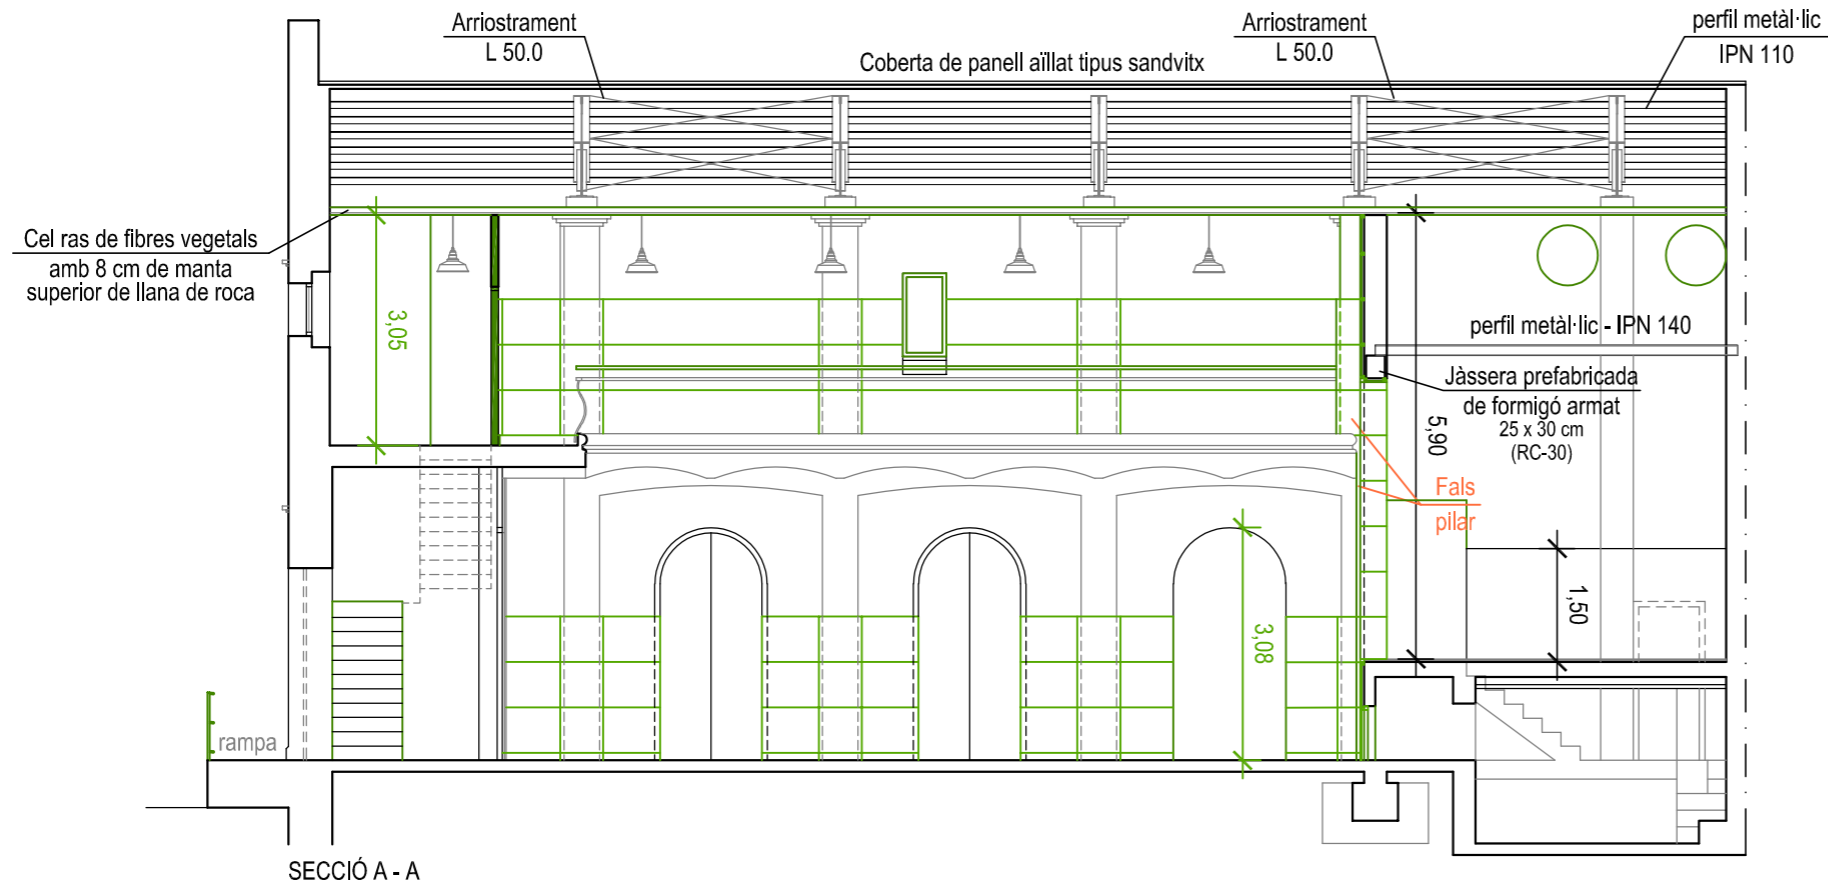 Arriostrament
L 50.0
Coberta de panell aïllat tipus sandvitx
Arriostrament
L 50.0
perfil metàl·lic
IPN 110
Cel ras de fibres vegetals
amb 8 cm de manta
superior de llana de roca
3,05
perfil metàl·lic - IPN 140
Jàssera prefabricada
de formigó armat
25 x 30 cm
(RC-30)
5,90
Fals
pilar
1,50
3,08
rampa
SECCIÓ A - A